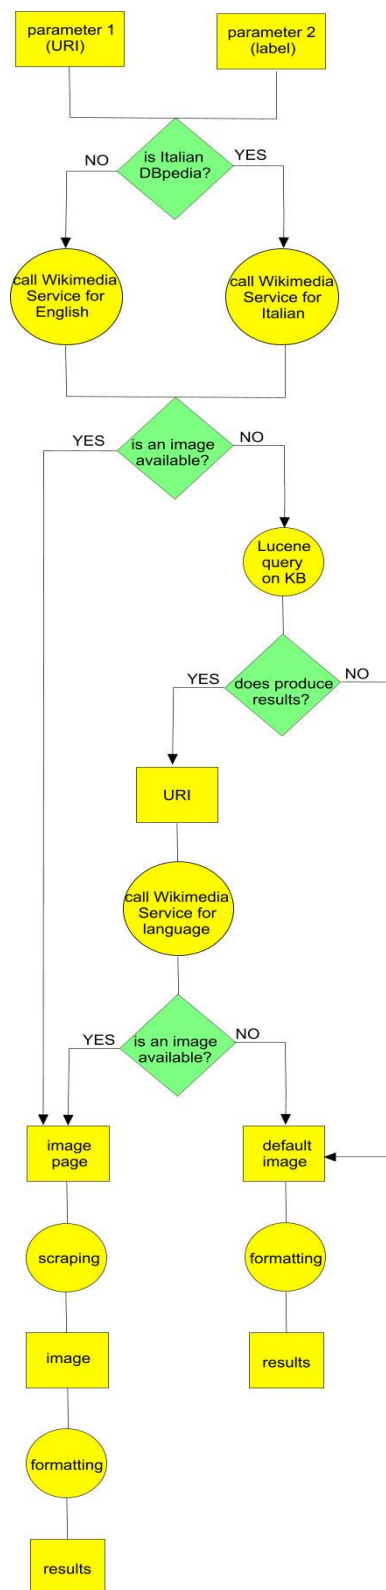 parameter 1
(URI)
parameter 2
(label)
NO
is Italian
DBpedia?
YES
call Wikimedia
Service for
English
call Wikimedia
Service for
Italian
YES
is an image
available?
NO
Lucene
query
on KB
YES
does produce
results?
NO
URI
call Wikimedia
Service for
language
YES
is an image
available?
NO
image
page
default
image
scraping
formatting
image
results
formatting
results